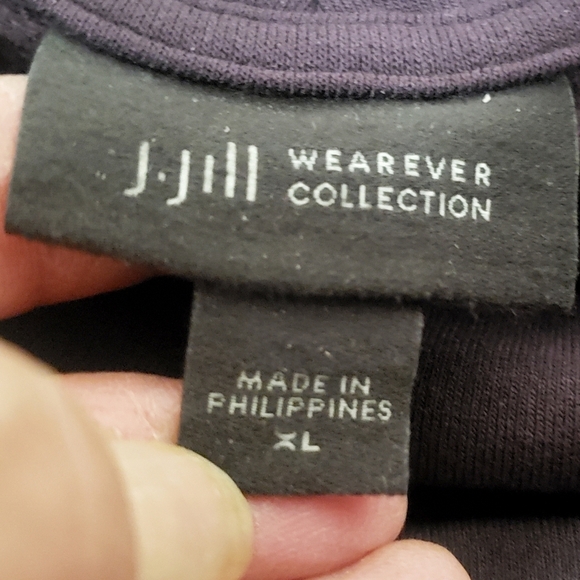 J.Jill
WEAREVER
COLLECTION
MADE IN
PHILIPPINES
XL